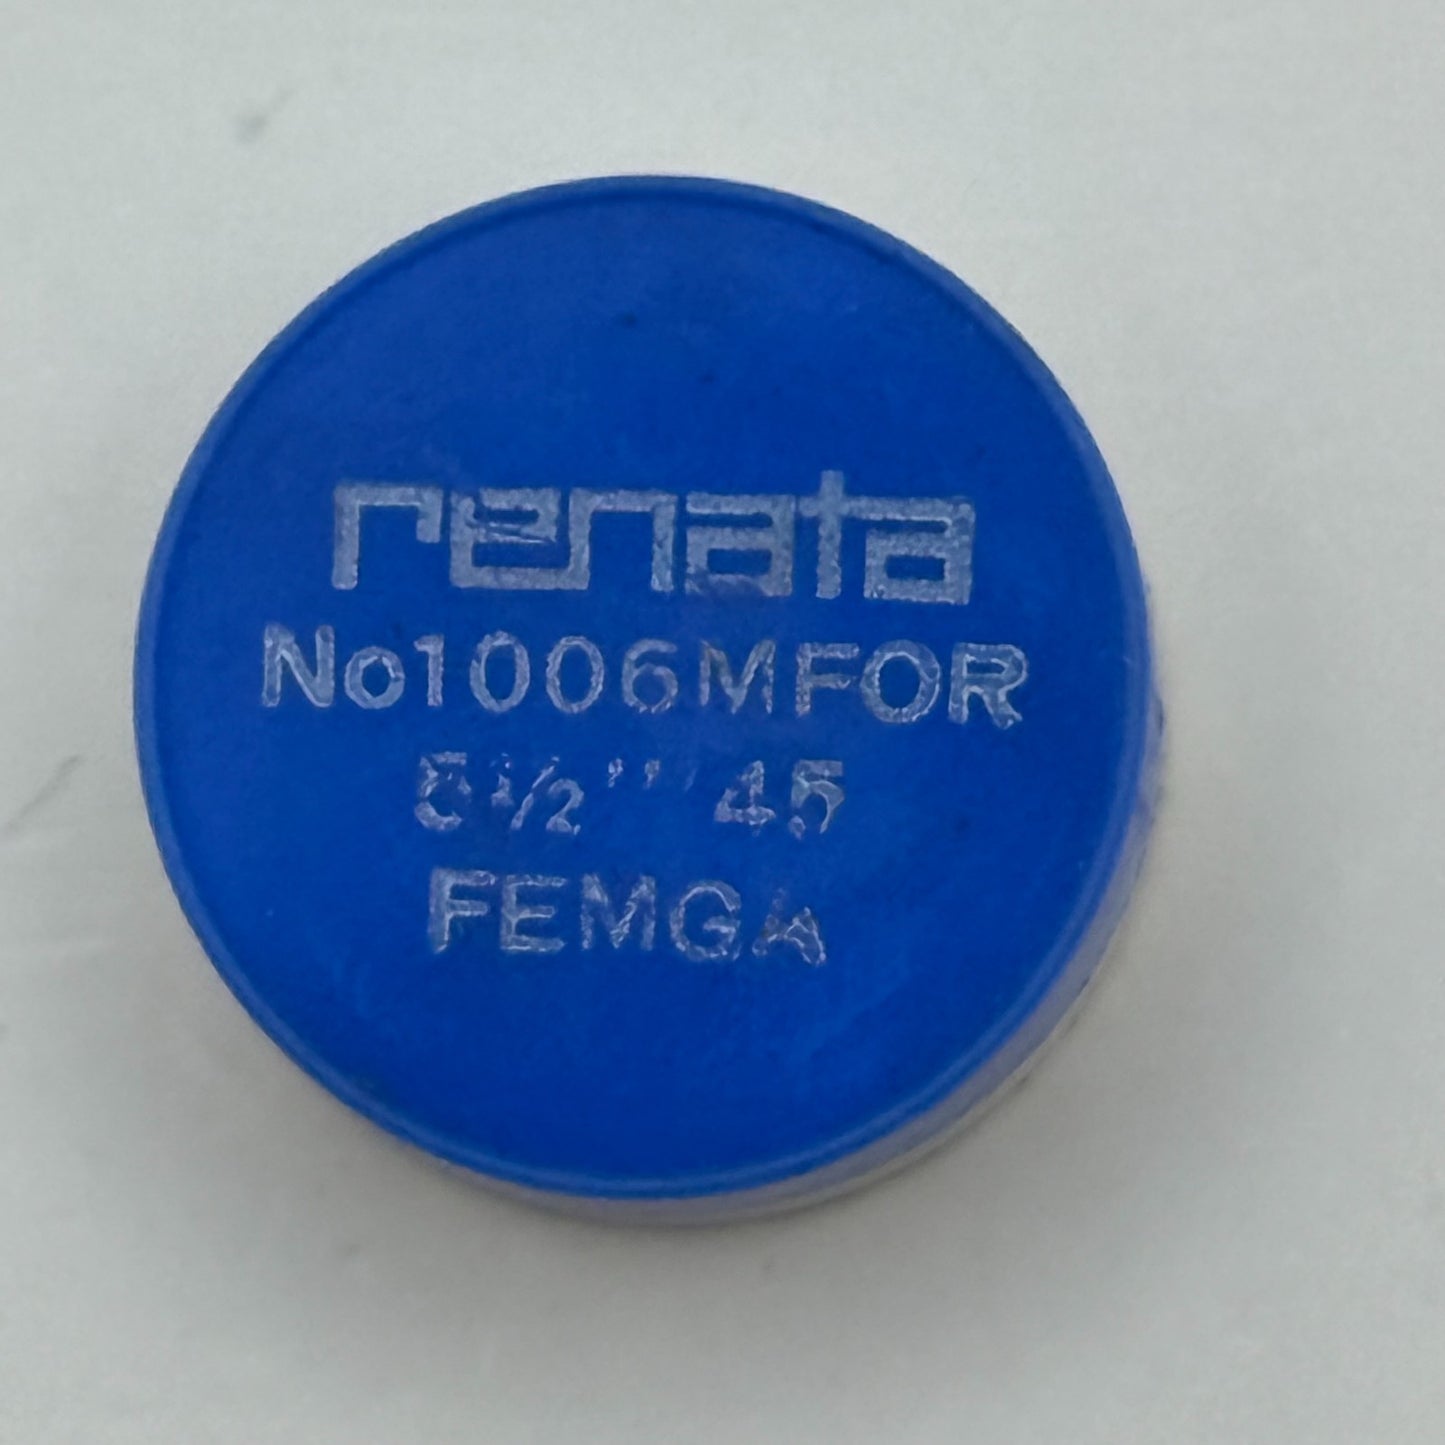 renata
No1006MFOR
5½''' 45
FEMGA